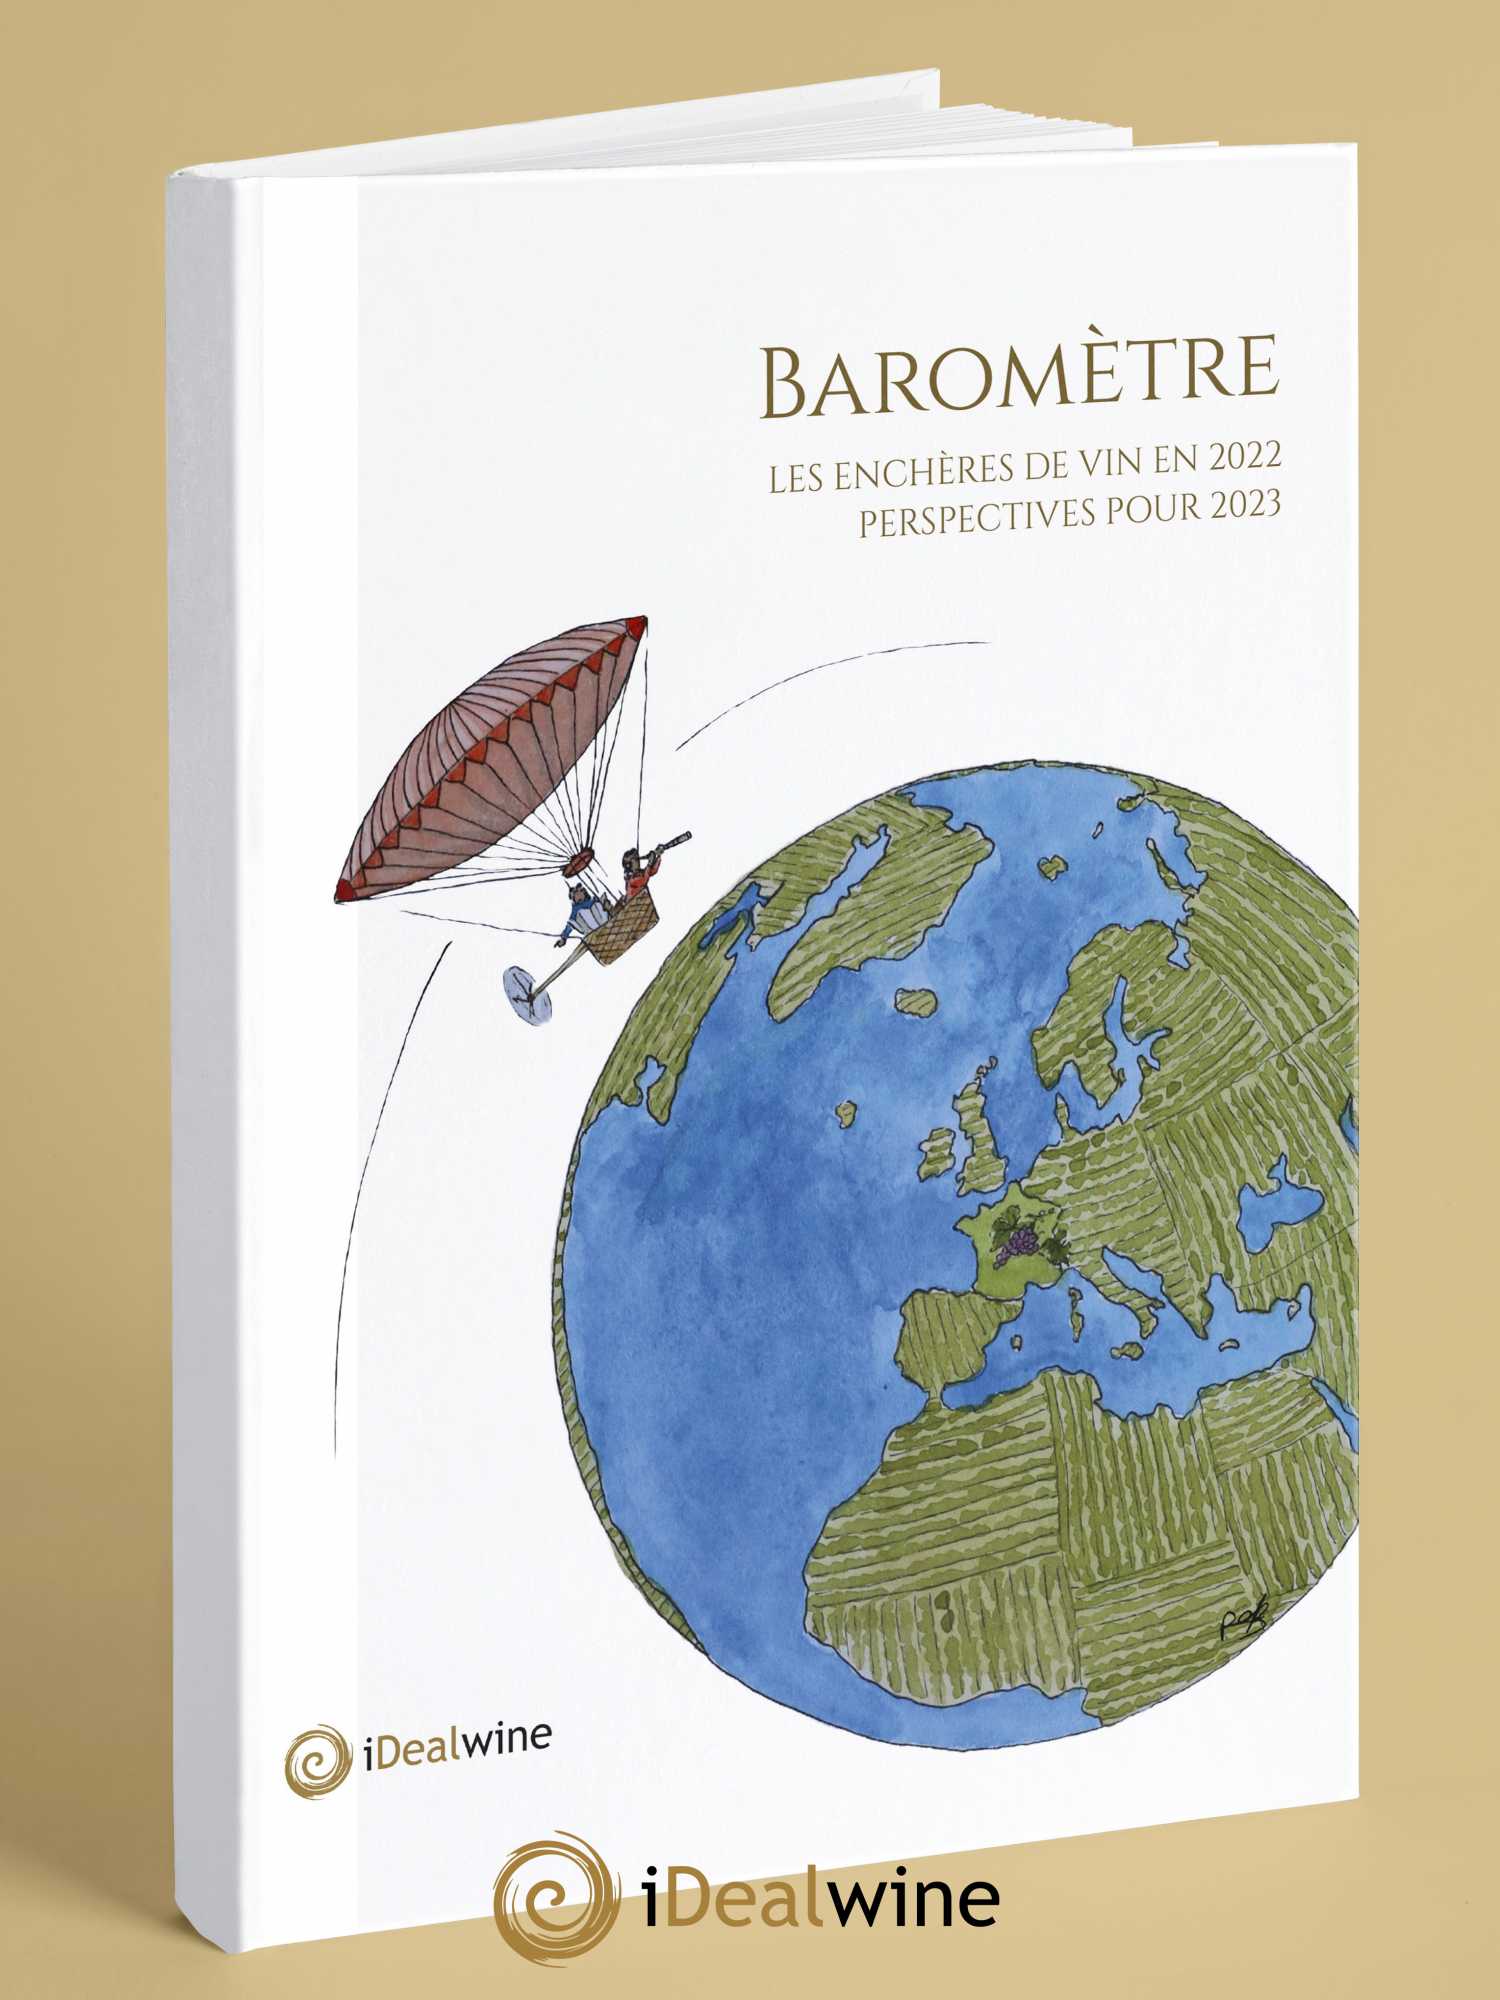 BAROMÈTRE
LES ENCHÈRES DE VIN EN 2022
PERSPECTIVES POUR 2023
iDealwine
iDealwine